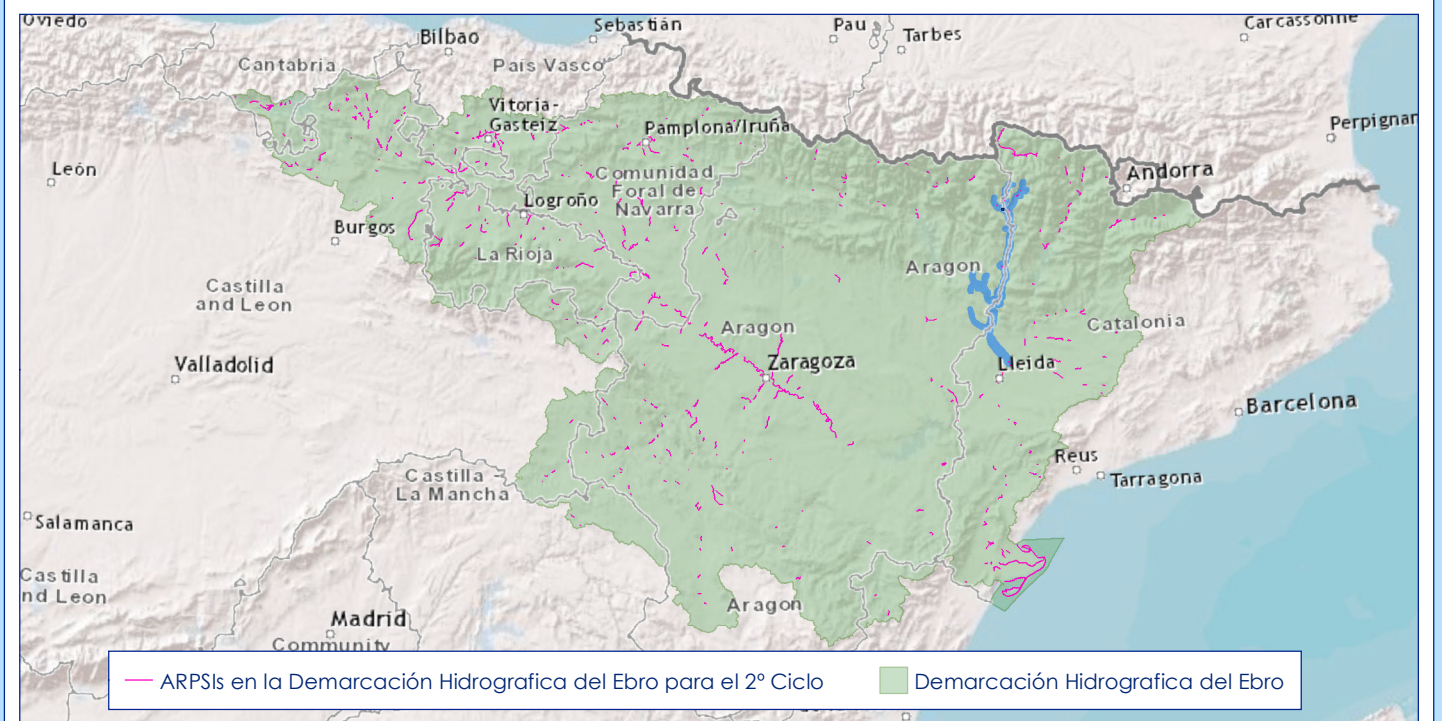 Oviedo
Sebastián
Pau
Tarbes
Carcassonne
Bilbao
Cantabria
País Vasco
Vitoria-
Gasteiz
Pamplona/Iruña
Perpignan
León
Comunidad
Foral de
Navarra
Andorra
Logroño
Burgos
La Rioja
Aragon
Castilla
and Leon
Aragon
Catalonia
Valladolid
Zaragoza
Lleida
Barcelona
Castilla
La Mancha
Reus
Tarragona
Salamanca
Castilla
nd Leon
Aragon
Madrid
Community
ARPSIs en la Demarcación Hidrografica del Ebro para el 2º Ciclo
Demarcación Hidrografica del Ebro